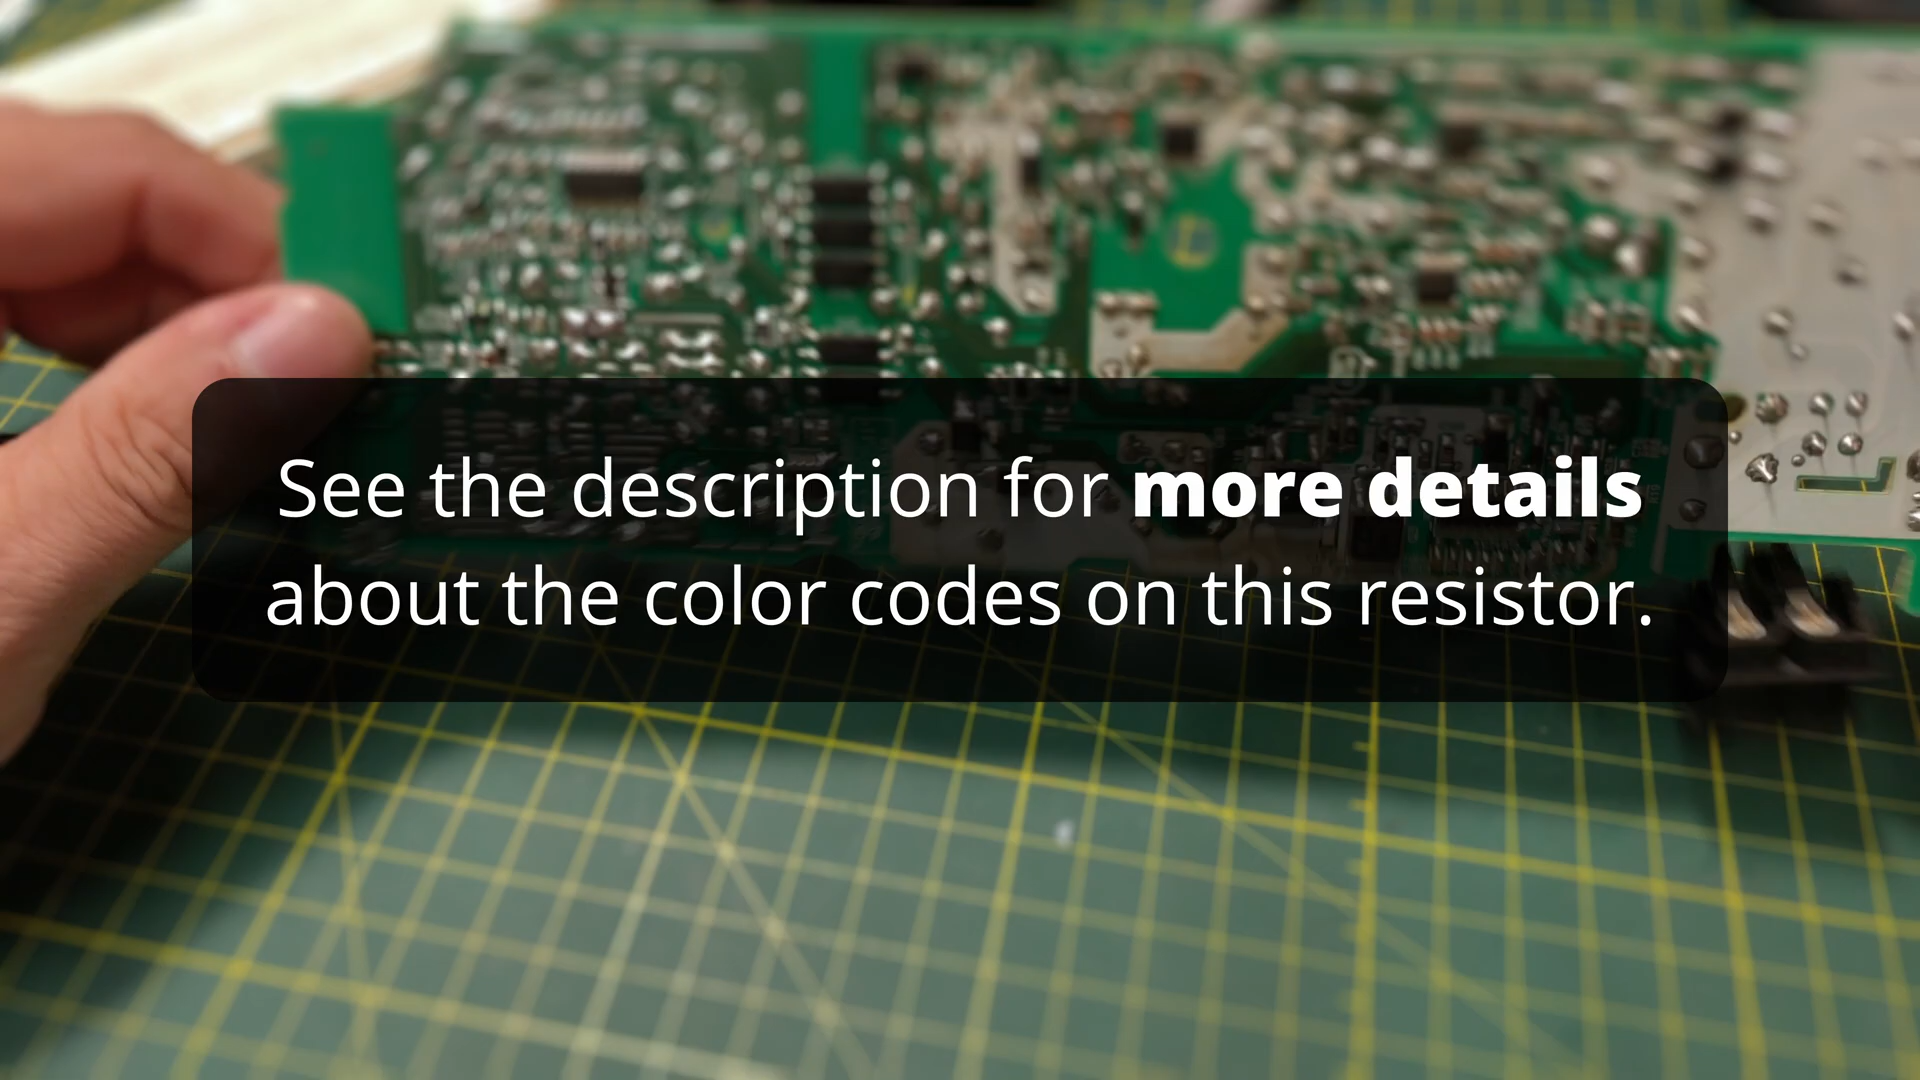 See the description for more details
about the color codes on this resistor.